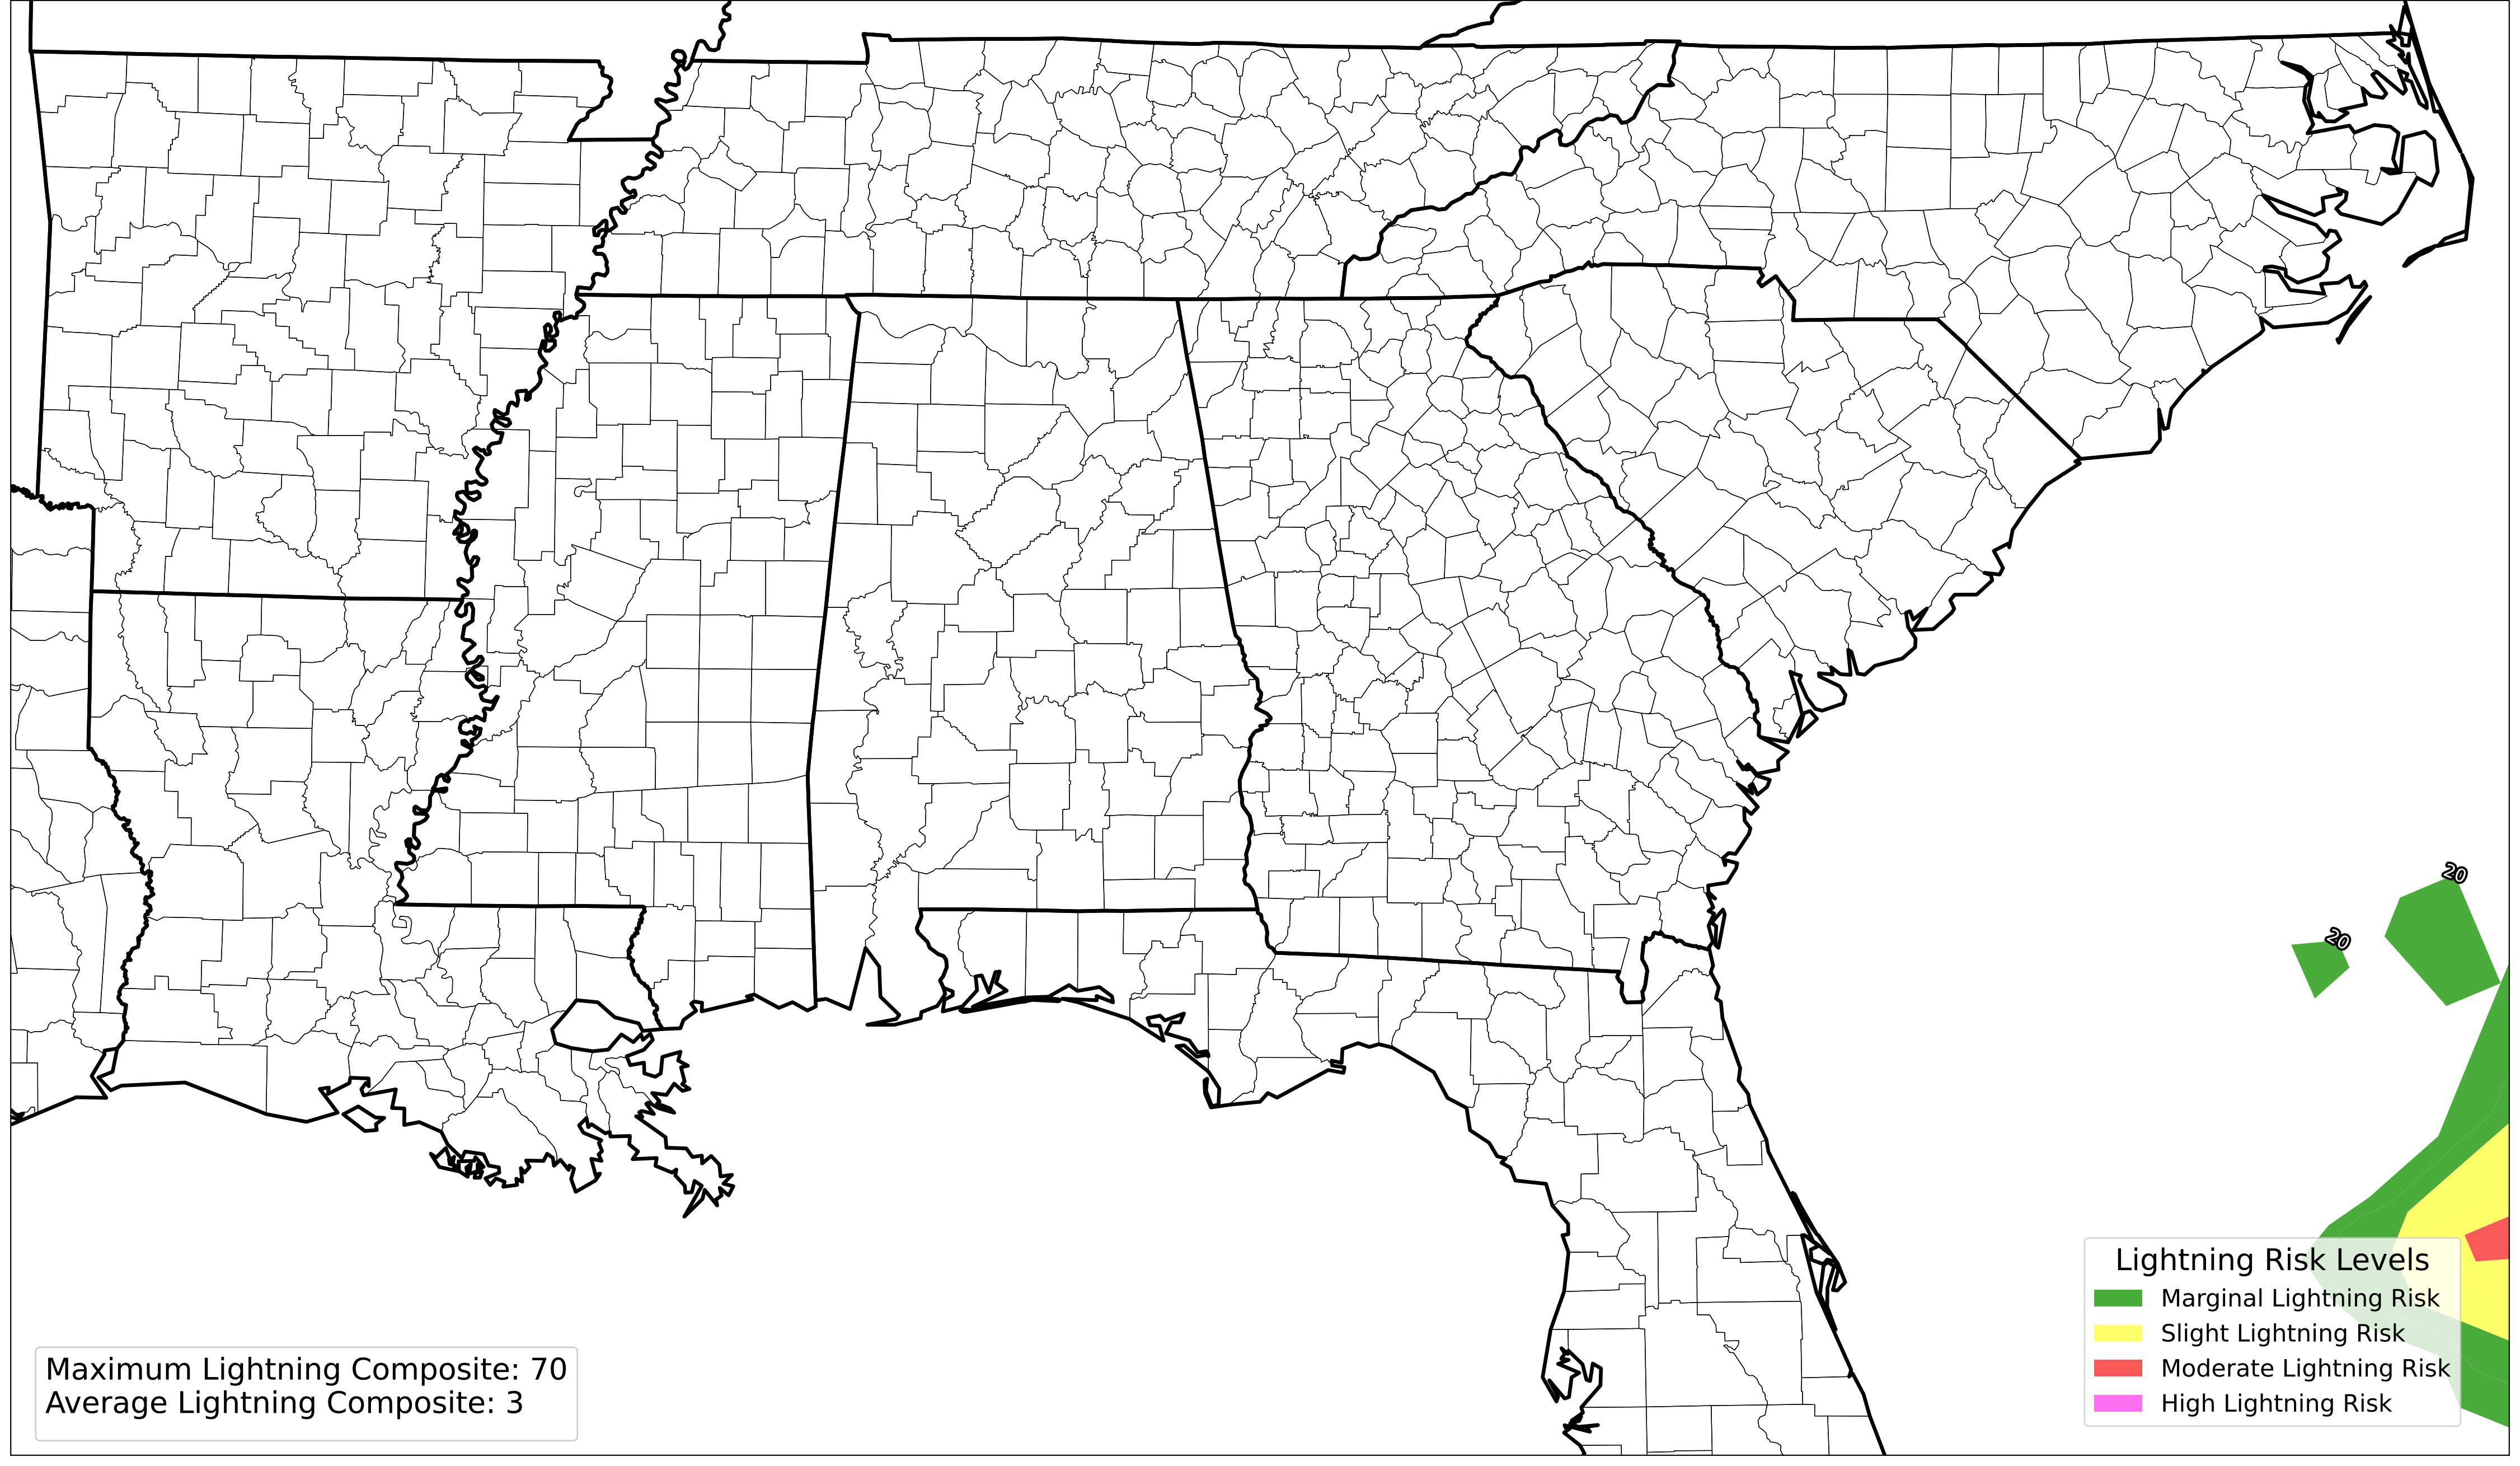 20
20
Lightning Risk Levels
Marginal Lightning Risk
Slight Lightning Risk
Moderate Lightning Risk
High Lightning Risk
Maximum Lightning Composite: 70
Average Lightning Composite: 3